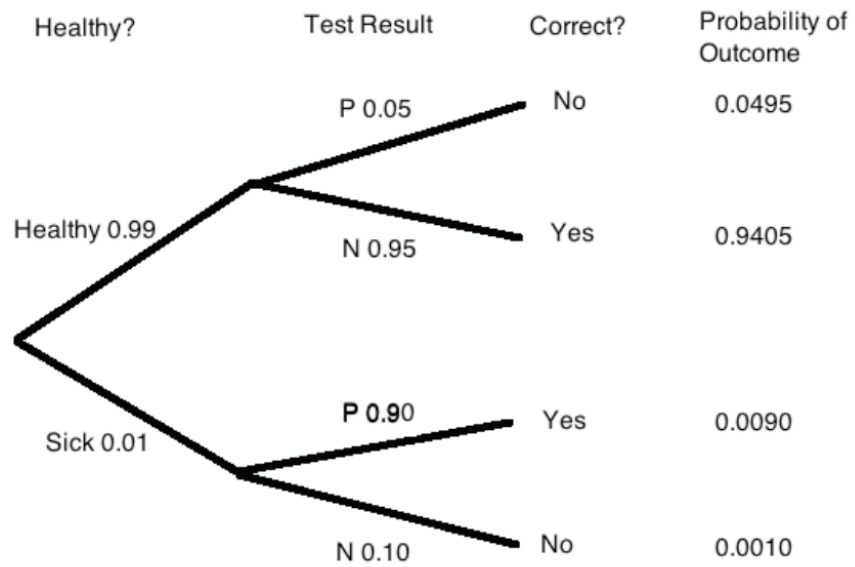 Healthy?
Test Result
Correct?
Probability of
Outcome
P 0.05
No
0.0495
Healthy 0.99
N 0.95
Yes
0.9405
Sick 0.01
P 0.90
Yes
0.0090
N 0.10
No
0.0010